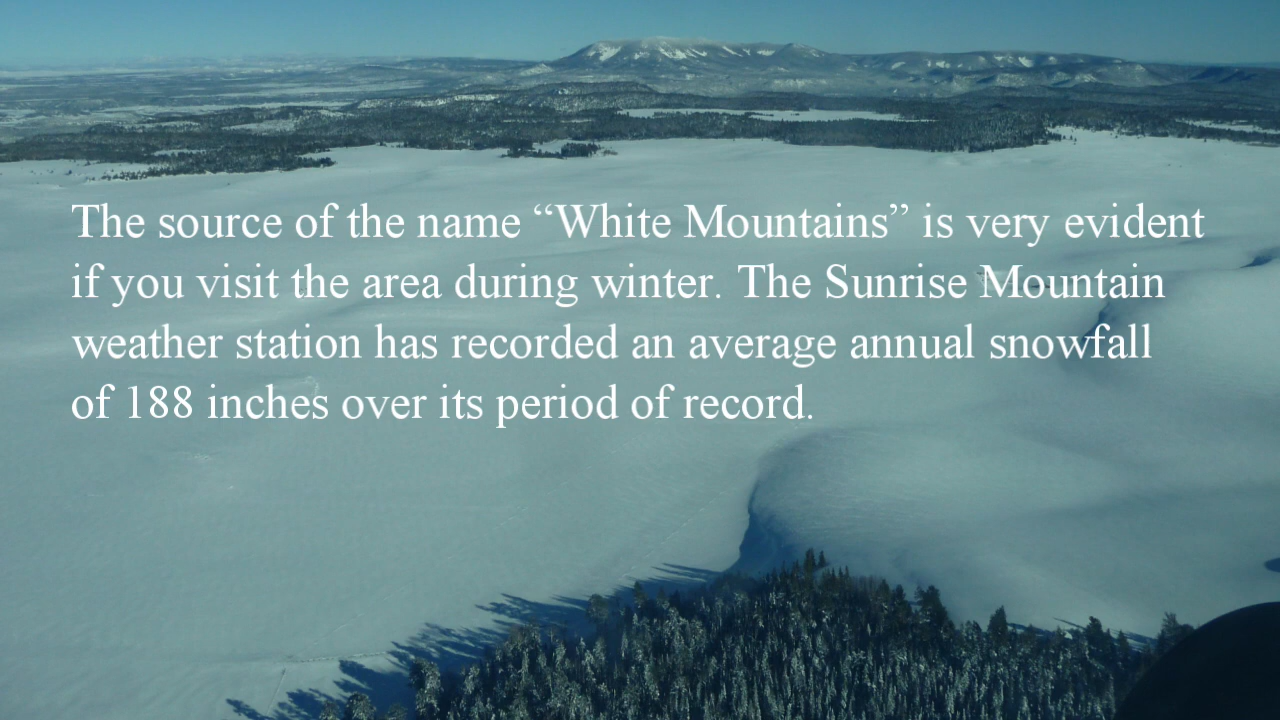 The source of the name “White Mountains” is very evident
if you visit the area during winter. The Sunrise Mountain
weather station has recorded an average annual snowfall
of 188 inches over its period of record.